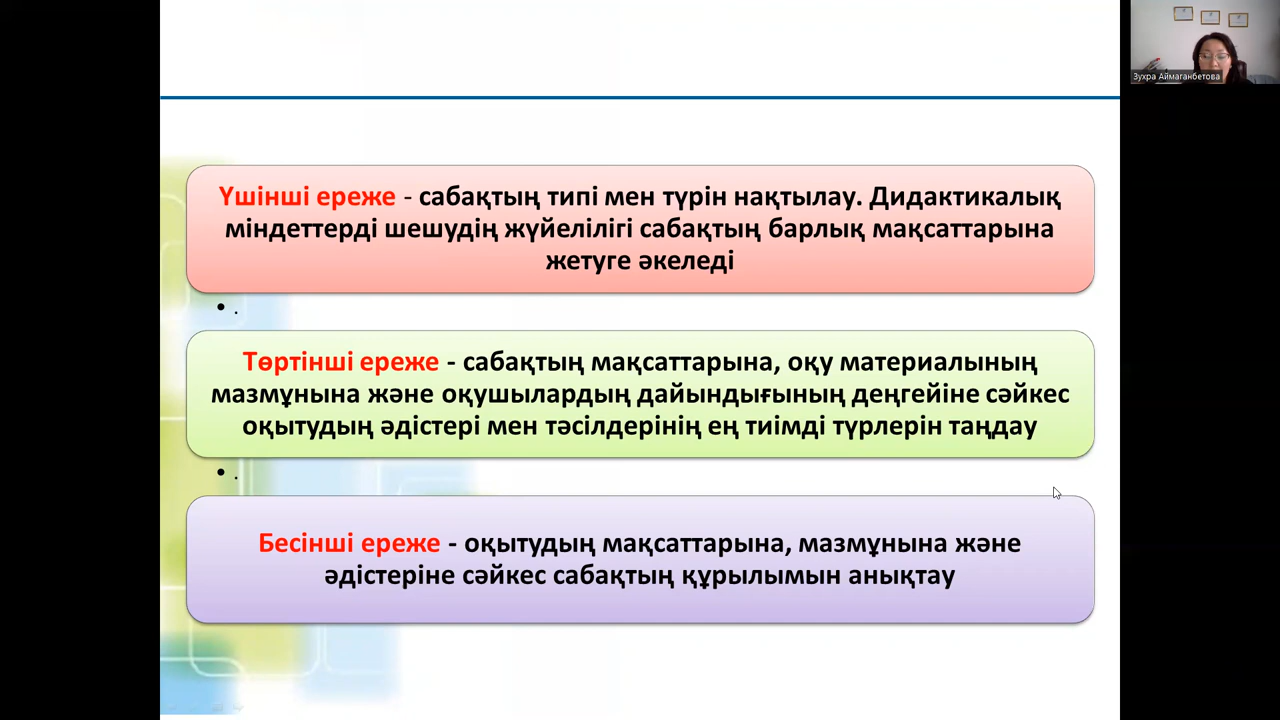 Зухра Аймаганбетова
Үшінші ереже - сабақтың типі мен түрін нақтылау. Дидактикалық
міндеттерді шешудің жүйелілігі сабақтың барлық мақсаттарына
жетуге әкеледі
• .
Төртінші ереже - сабақтың мақсаттарына, оқу материалының
мазмұнына және оқушылардың дайындығының деңгейіне сәйкес
оқытудың әдістері мен тәсілдерінің ең тиімді түрлерін таңдау
• .
Бесінші ереже - оқытудың мақсаттарына, мазмұнына және
әдістеріне сәйкес сабақтың құрылымын анықтау